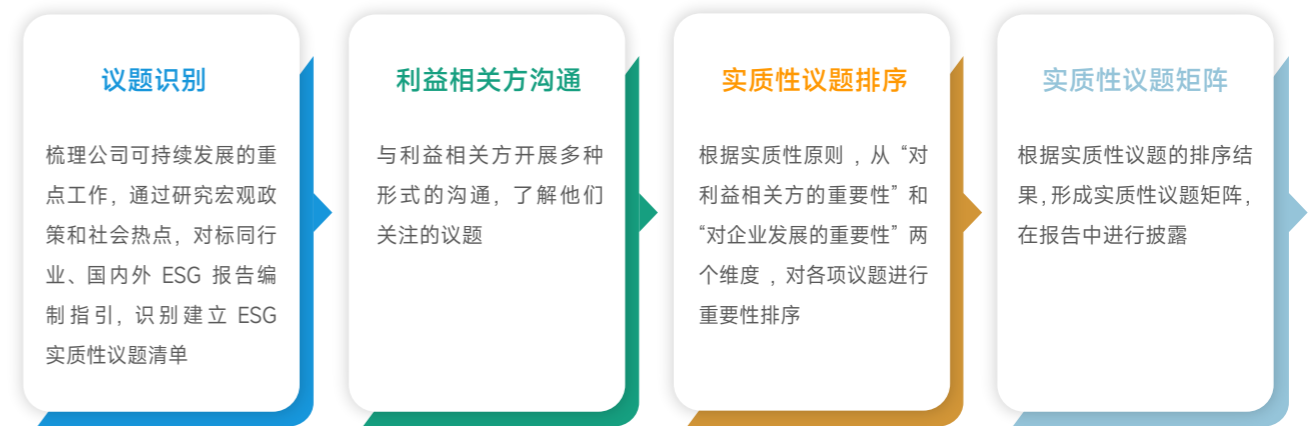 议题识别
梳理公司可持续发展的重
点工作，通过研究宏观政
策和社会热点，对标同行
业、国内外 ESG 报告编
制指引，识别建立 ESG
实质性议题清单
利益相关方沟通
与利益相关方开展多种
形式的沟通，了解他们
关注的议题
实质性议题排序
根据实质性原则，从“对
利益相关方的重要性”和
“对企业发展的重要性”两
个维度，对各项议题进行
重要性排序
实质性议题矩阵
根据实质性议题的排序结
果，形成实质性议题矩阵，
在报告中进行披露